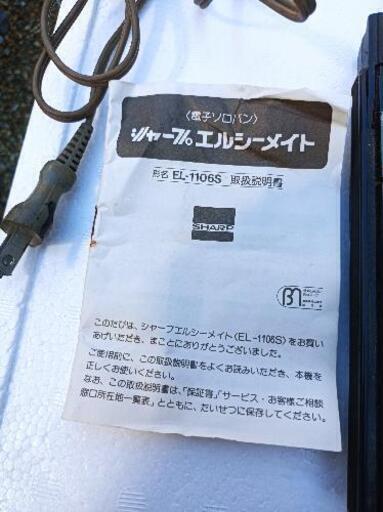 〈電子ソロバン〉
シャープ エルシーメイト
形名 EL-1106S 取扱説明書
SHARP
このたびは、シャープエルシーメイト(EL-1106S)をお買い
あげいただき、まことにありがとうございました。
ご使用前に、この取扱説明書をよくお読みいただき、本機を
正しくお使いください。
なお、この取扱説明書は、「保証書」「サービス・お客様ご相談
窓口所在地一覧表」とともに、たいせつに保存してください。